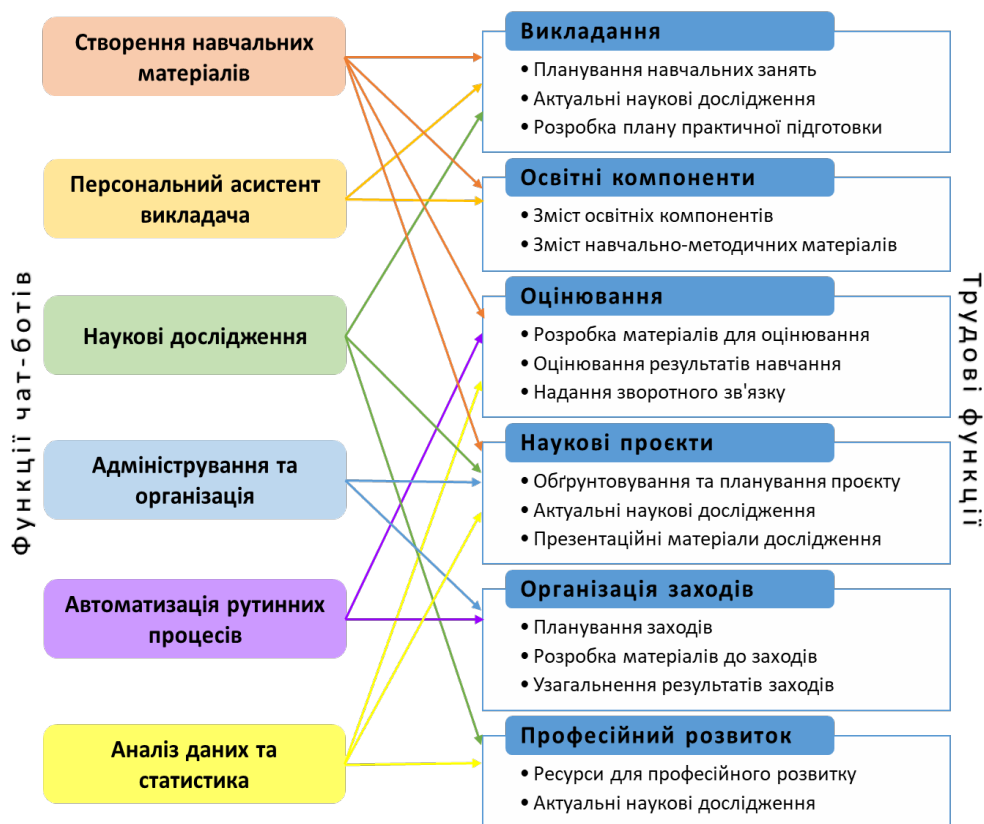 Функції чат-ботів
Створення навчальних
матеріалів
Персональний асистент
викладача
Наукові дослідження
Адміністрування та
організація
Автоматизація рутинних
процесів
Аналіз даних та
статистика
Викладання
• Планування навчальних занять
• Актуальні наукові дослідження
• Розробка плану практичної підготовки
Освітні компоненти
• Зміст освітніх компонентів
• Зміст навчально-методичних матеріалів
Оцінювання
• Розробка матеріалів для оцінювання
• Оцінювання результатів навчання
• Надання зворотного зв'язку
Наукові проєкти
• Обґрунтовування та планування проєкту
• Актуальні наукові дослідження
• Презентаційні матеріали дослідження
Організація заходів
• Планування заходів
• Розробка матеріалів до заходів
• Узагальнення результатів заходів
Професійний розвиток
• Ресурси для професійного розвитку
• Актуальні наукові дослідження
Трудові функції